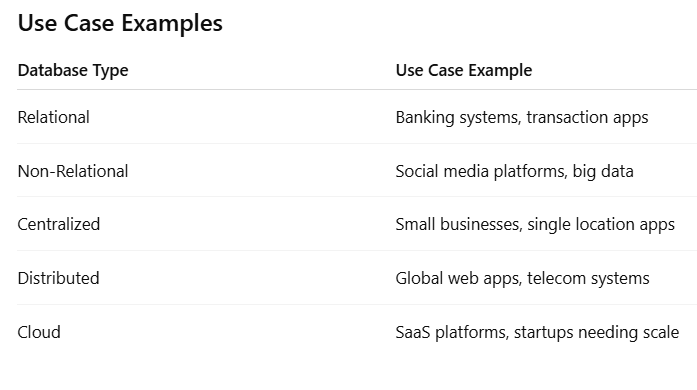 Use Case Examples
Database Type Use Case Example
Relational Banking systems, transaction apps
Non-Relational Social media platforms, big data
Centralized Small businesses, single location apps
Distributed Global web apps, telecom systems
Cloud SaaS platforms, startups needing scale